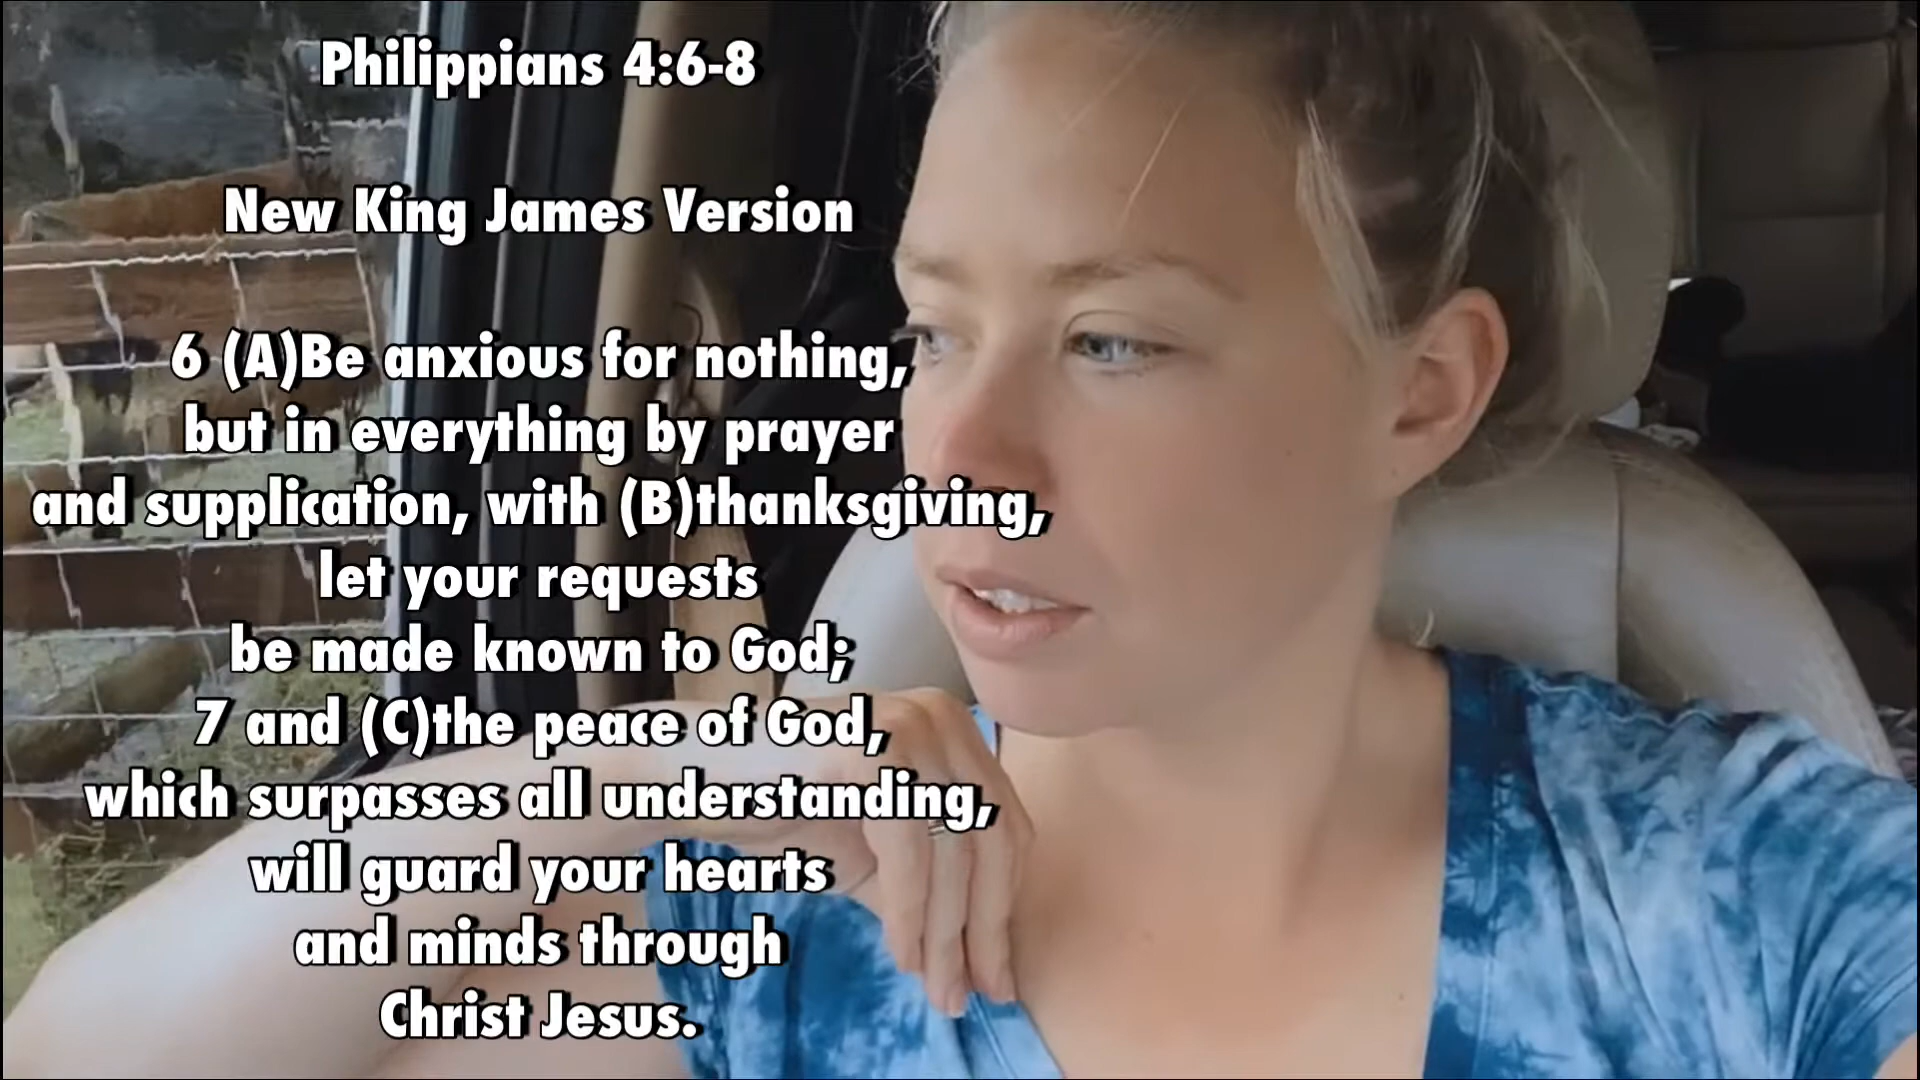 Philippians 4:6-8
New King James Version
6 (A)Be anxious for nothing,
but in everything by prayer
and supplication, with (B)thanksgiving,
let your requests
be made known to God;
7 and (C)the peace of God,
which surpasses all understanding,
will guard your hearts
and minds through
Christ Jesus.